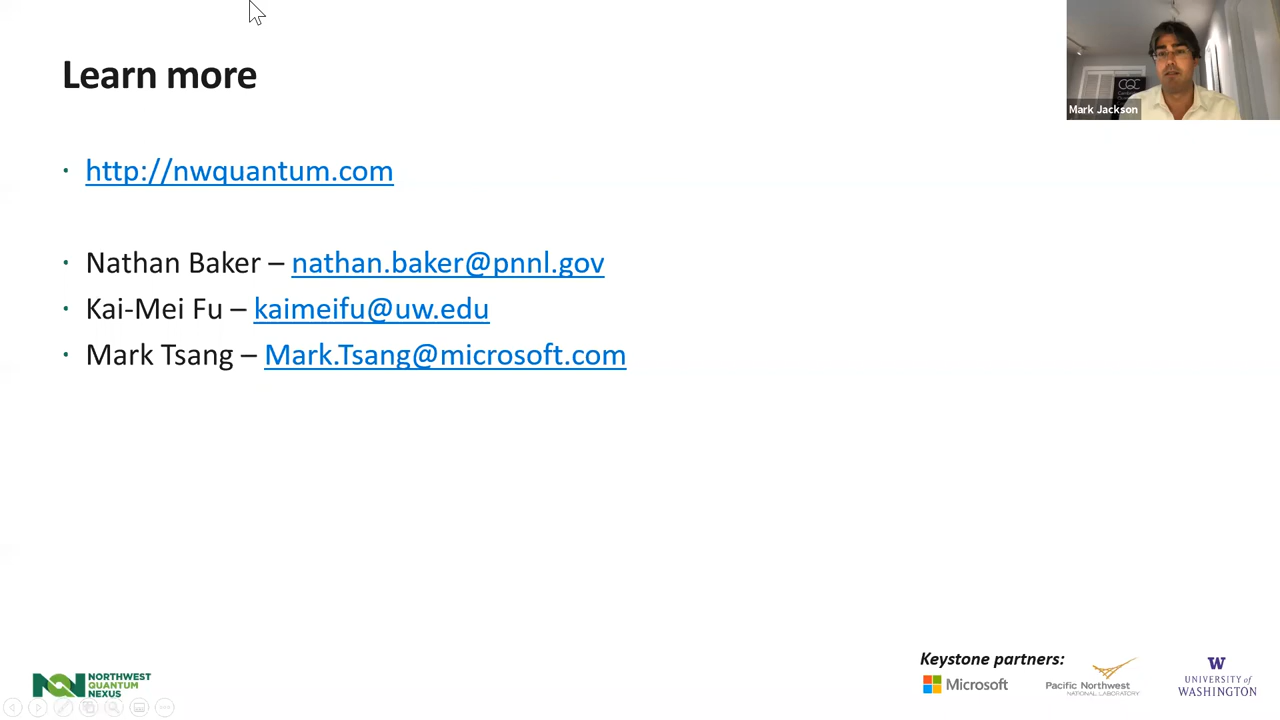 Learn more
Mark Jackson
CQC
· http://nwquantum.com
· Nathan Baker – nathan.baker@pnnl.gov
· Kai-Mei Fu – kaimeifu@uw.edu
· Mark Tsang – Mark.Tsang@microsoft.com
Keystone partners:
Microsoft
Pacific Northwest
NATIONAL LABORATORY
W
UNIVERSITY of
WASHINGTON
NQN
NORTHWEST
QUANTUM
NEXUS